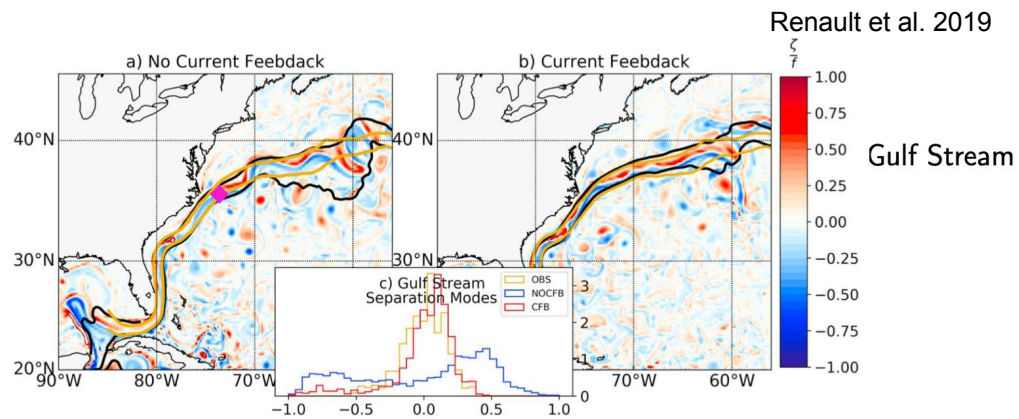 Renault et al. 2019
a) No Current Feebdack
b) Current Feedback
ζ
f
40°N
30°N
20°N
90°W
80°W
70°W
40°N
30°N
20°N
70°W
60°W
1.00
0.75
0.50
0.25
0.00
−0.25
−0.50
−0.75
−1.00
Gulf Stream
c) Gulf Stream
Separation Modes
OBS
NOCFB
CFB
3
2
1
0
−1.0
−0.5
0.0
0.5
1.0